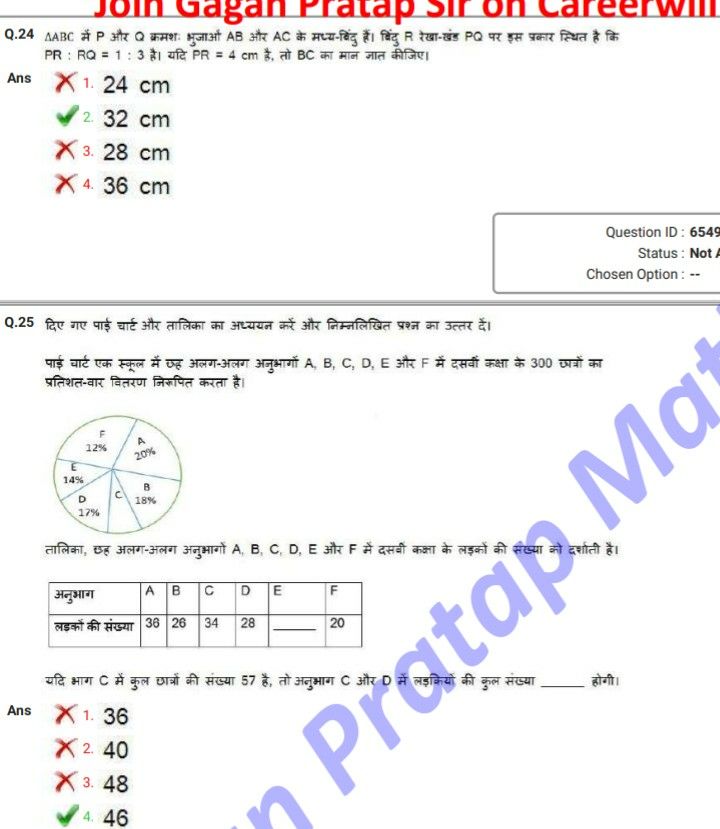 Join Gagan Pratap Sir on Careerwill
Q.24 ΔABC में P और Q क्रमशः भुजाओं AB और AC के मध्य-बिंदु हैं। बिंदु R रेखा-खंड PQ पर इस प्रकार स्थित है कि
PR : RQ = 1 : 3 है। यदि PR = 4 cm है, तो BC का मान ज्ञात कीजिए।
Ans 1. 24 cm
2. 32 cm
3. 28 cm
4. 36 cm
Question ID : 6549
Status : Not
Chosen Option : --
Q.25 दिए गए पाई चार्ट और तालिका का अध्ययन करें और निम्नलिखित प्रश्न का उत्तर दें।
पाई चार्ट एक स्कूल में छह अलग-अलग अनुभागों A, B, C, D, E और F में दसवीं कक्षा के 300 छात्रों का
प्रतिशत-वार वितरण निरूपित करता है।
F
12%
A
20%
E
14%
B
18%
C
D
17%
तालिका, छह अलग-अलग अनुभागों A, B, C, D, E और F में दसवीं कक्षा के लड़कों की संख्या को दर्शाती है।
अनुभाग A B C D E F
लड़कों की संख्या 36 26 34 28 ______ 20
यदि भाग C में कुल छात्रों की संख्या 57 है, तो अनुभाग C और D में लड़कियों की कुल संख्या ______ होगी।
Ans 1. 36
2. 40
3. 48
4. 46
n Pratap Mat